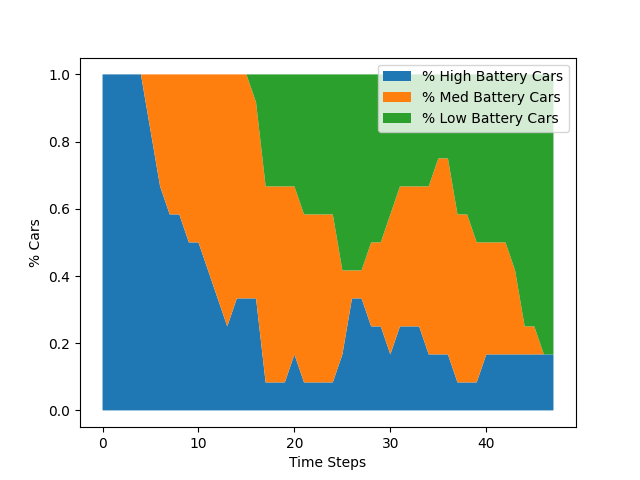 1.0
0.8
0.6
0.4
0.2
0.0
% Cars
% High Battery Cars
% Med Battery Cars
% Low Battery Cars
0 10 20 30 40
Time Steps